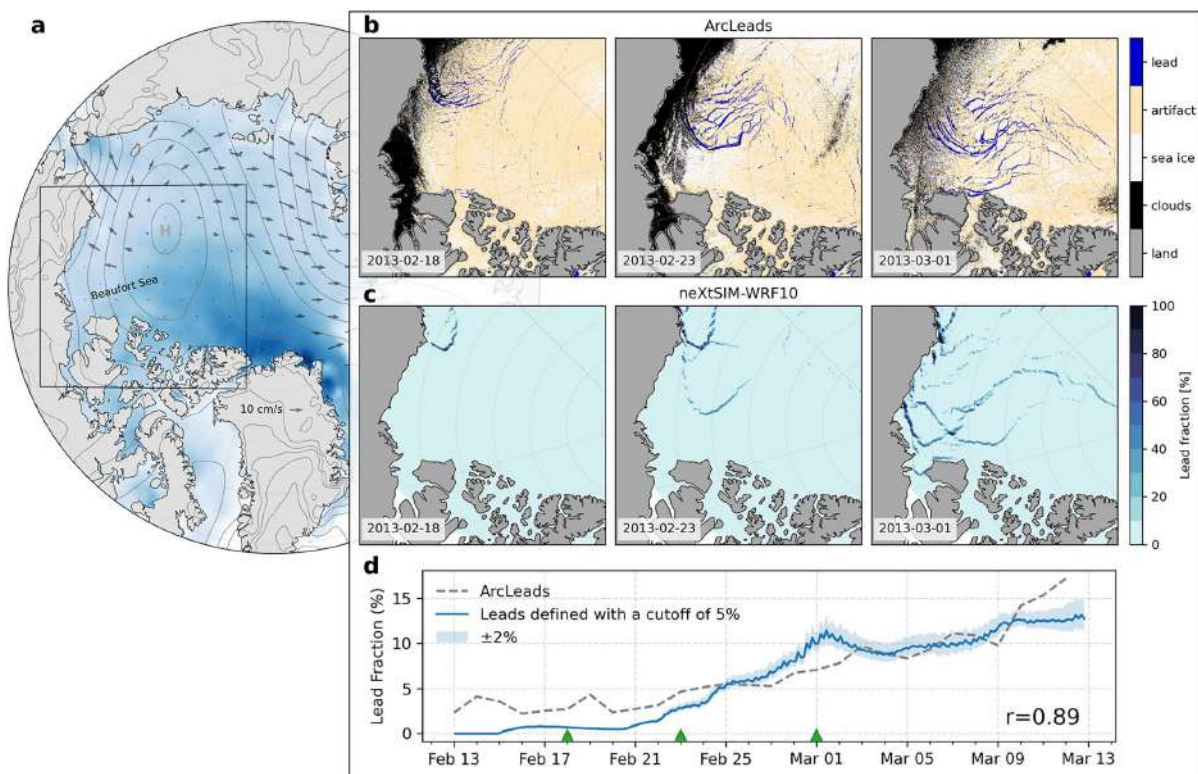 a
H
Beaufort Sea
10 cm/s
b
ArcLeads
2013-02-18
2013-02-23
2013-03-01
lead
artifact
sea ice
clouds
land
c
neXtSIM-WRF10
2013-02-18
2013-02-23
2013-03-01
100
80
60
40
20
0
Lead fraction [%]
d
Lead Fraction (%)
15
10
5
0
ArcLeads
Leads defined with a cutoff of 5%
±2%
r=0.89
Feb 13 Feb 17 Feb 21 Feb 25 Mar 01 Mar 05 Mar 09 Mar 13